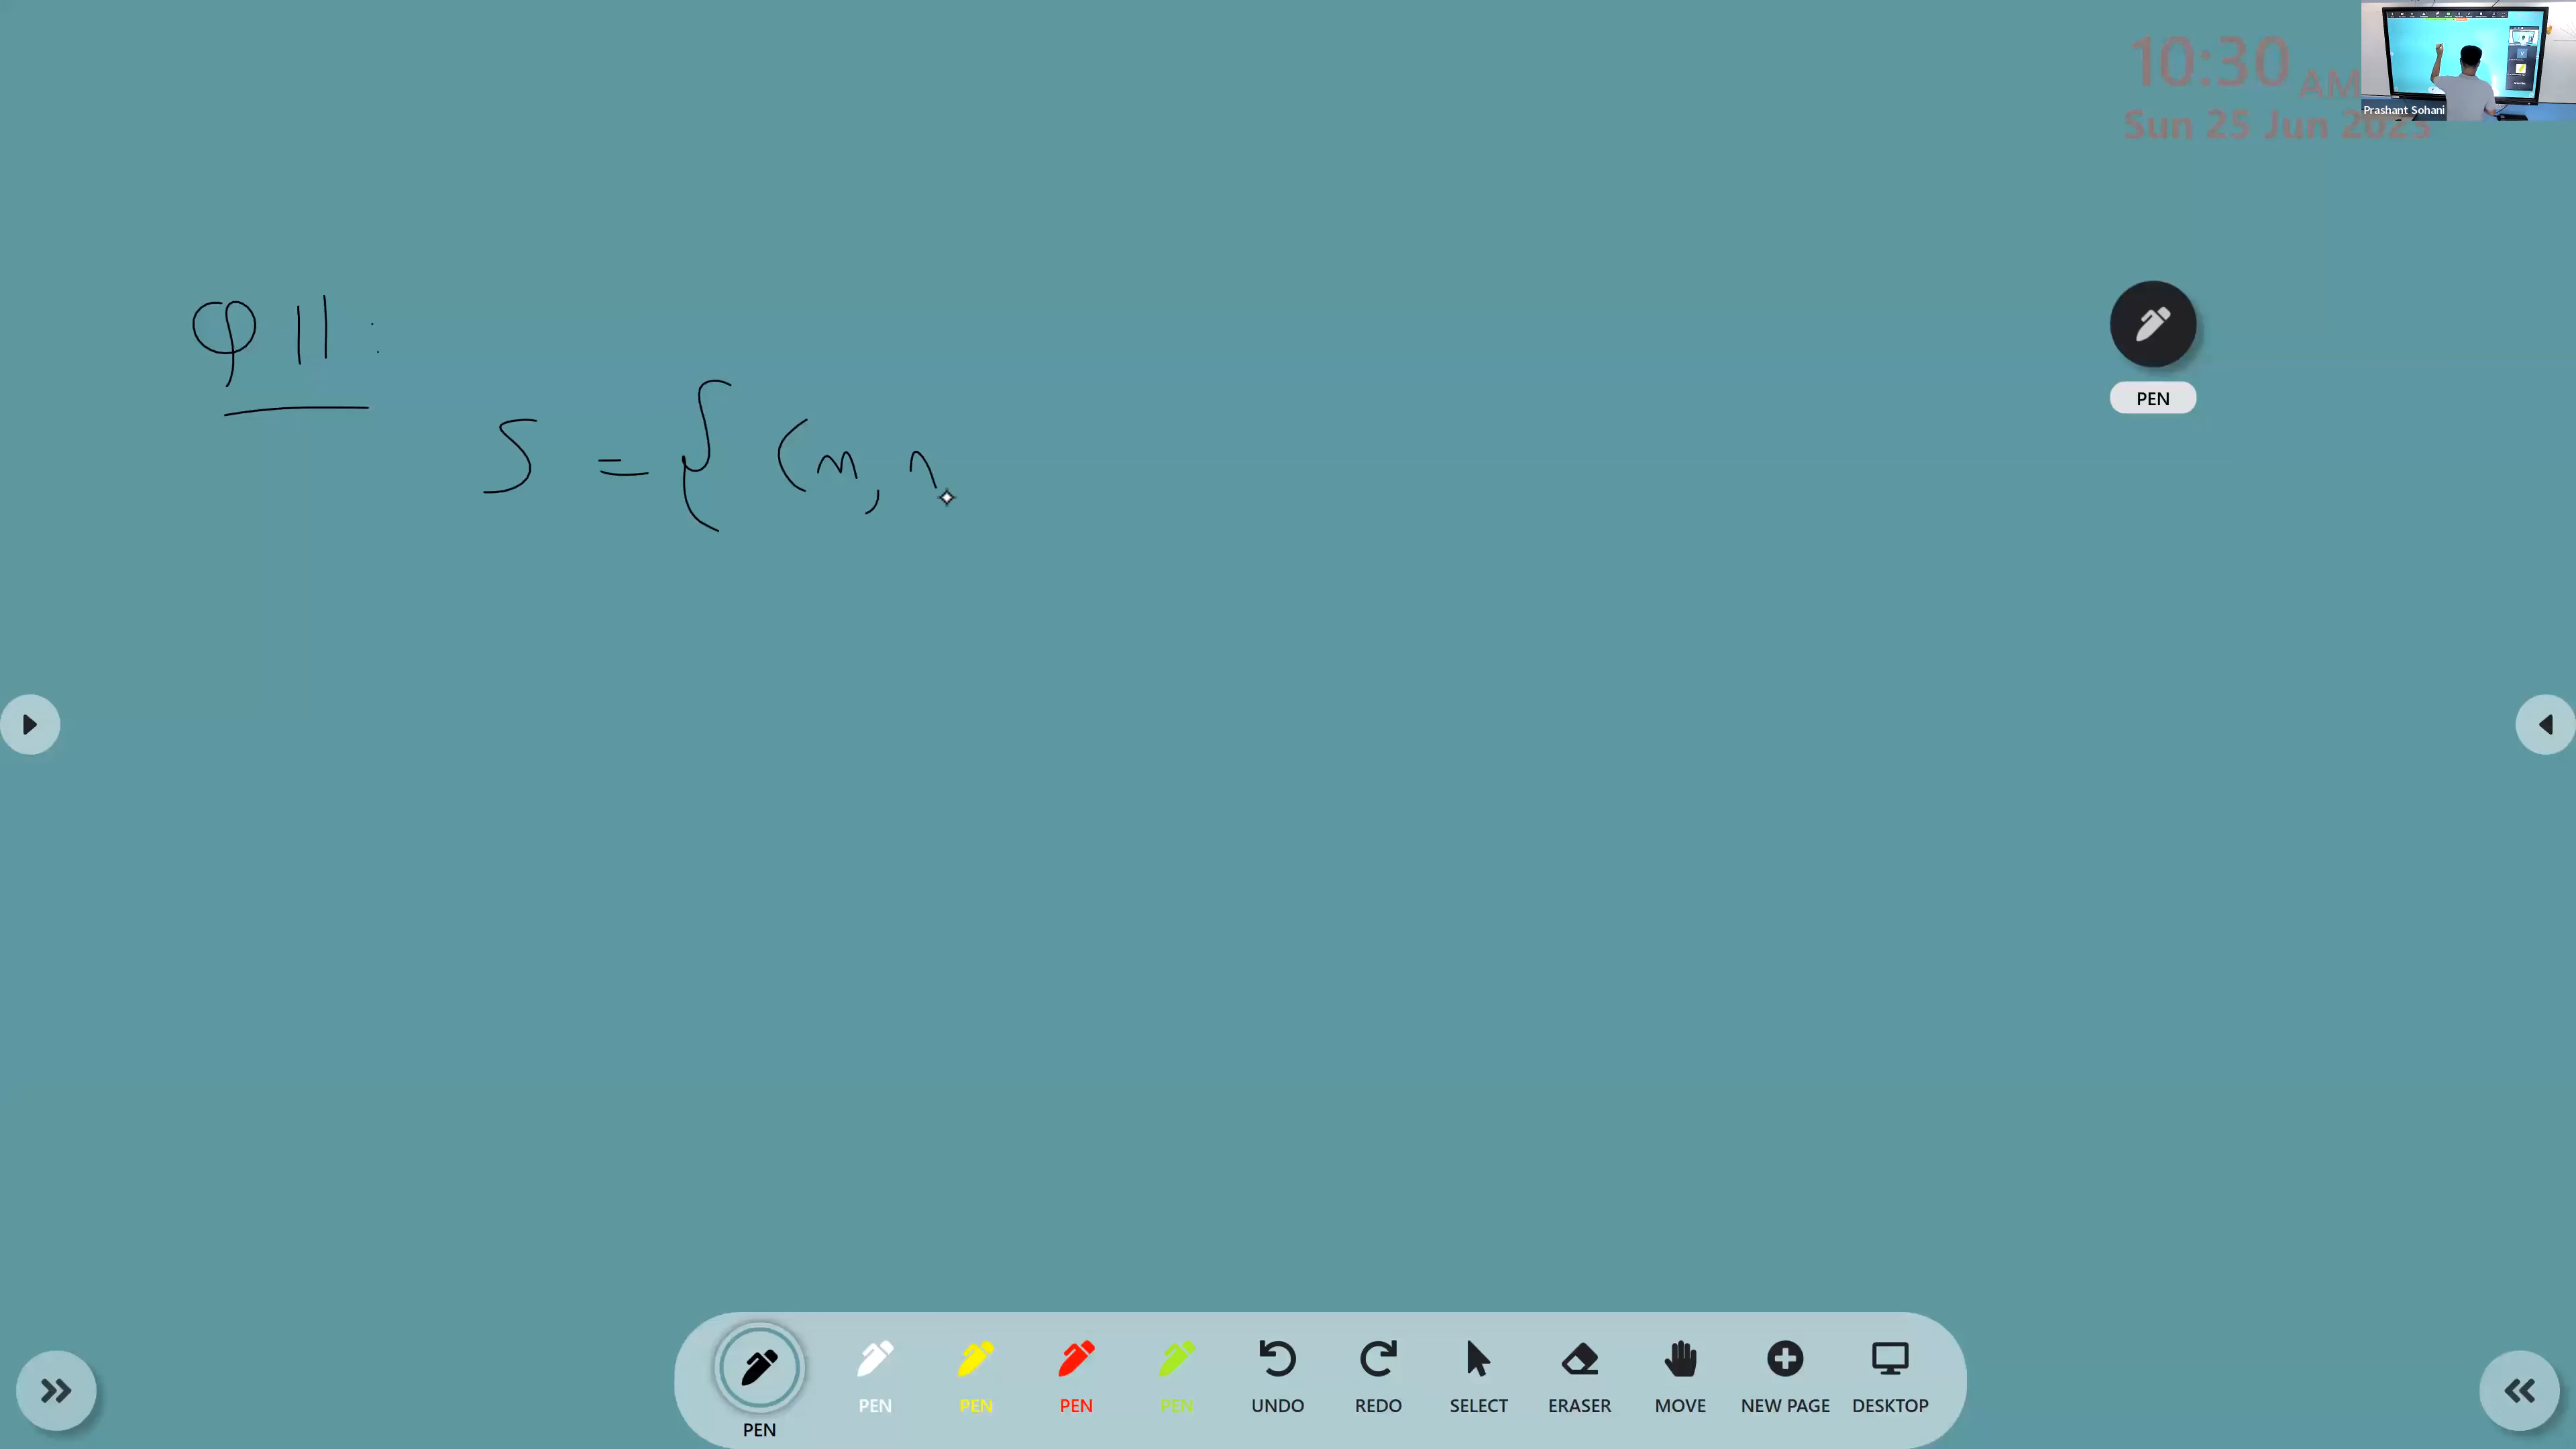 10:30 AM
Sun 25 Jun 2023
Prashant Sohani
Q 11 :
S = { (m, n
PEN
PEN
PEN
PEN
PEN
PEN
UNDO
REDO
SELECT
ERASER
MOVE
NEW PAGE
DESKTOP